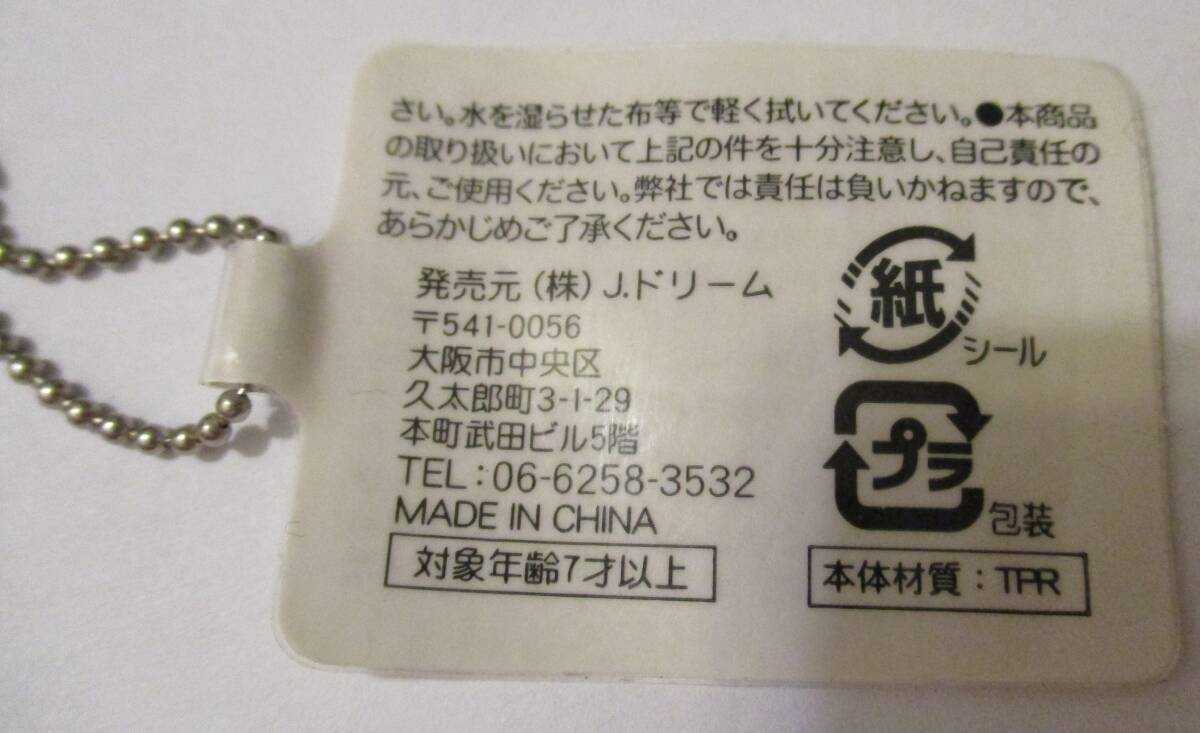 さい。水を湿らせた布等で軽く拭いてください。●本商品
の取り扱いにおいて上記の件を十分注意し、自己責任の
元、ご使用ください。弊社では責任は負いかねますので、
あらかじめご了承ください。
発売元(株)J.ドリーム
〒541-0056
大阪市中央区
久太郎町3-1-29
本町武田ビル5階
TEL:06-6258-3532
MADE IN CHINA
対象年齢7才以上
紙
シール
プラ
包装
本体材質:TPR